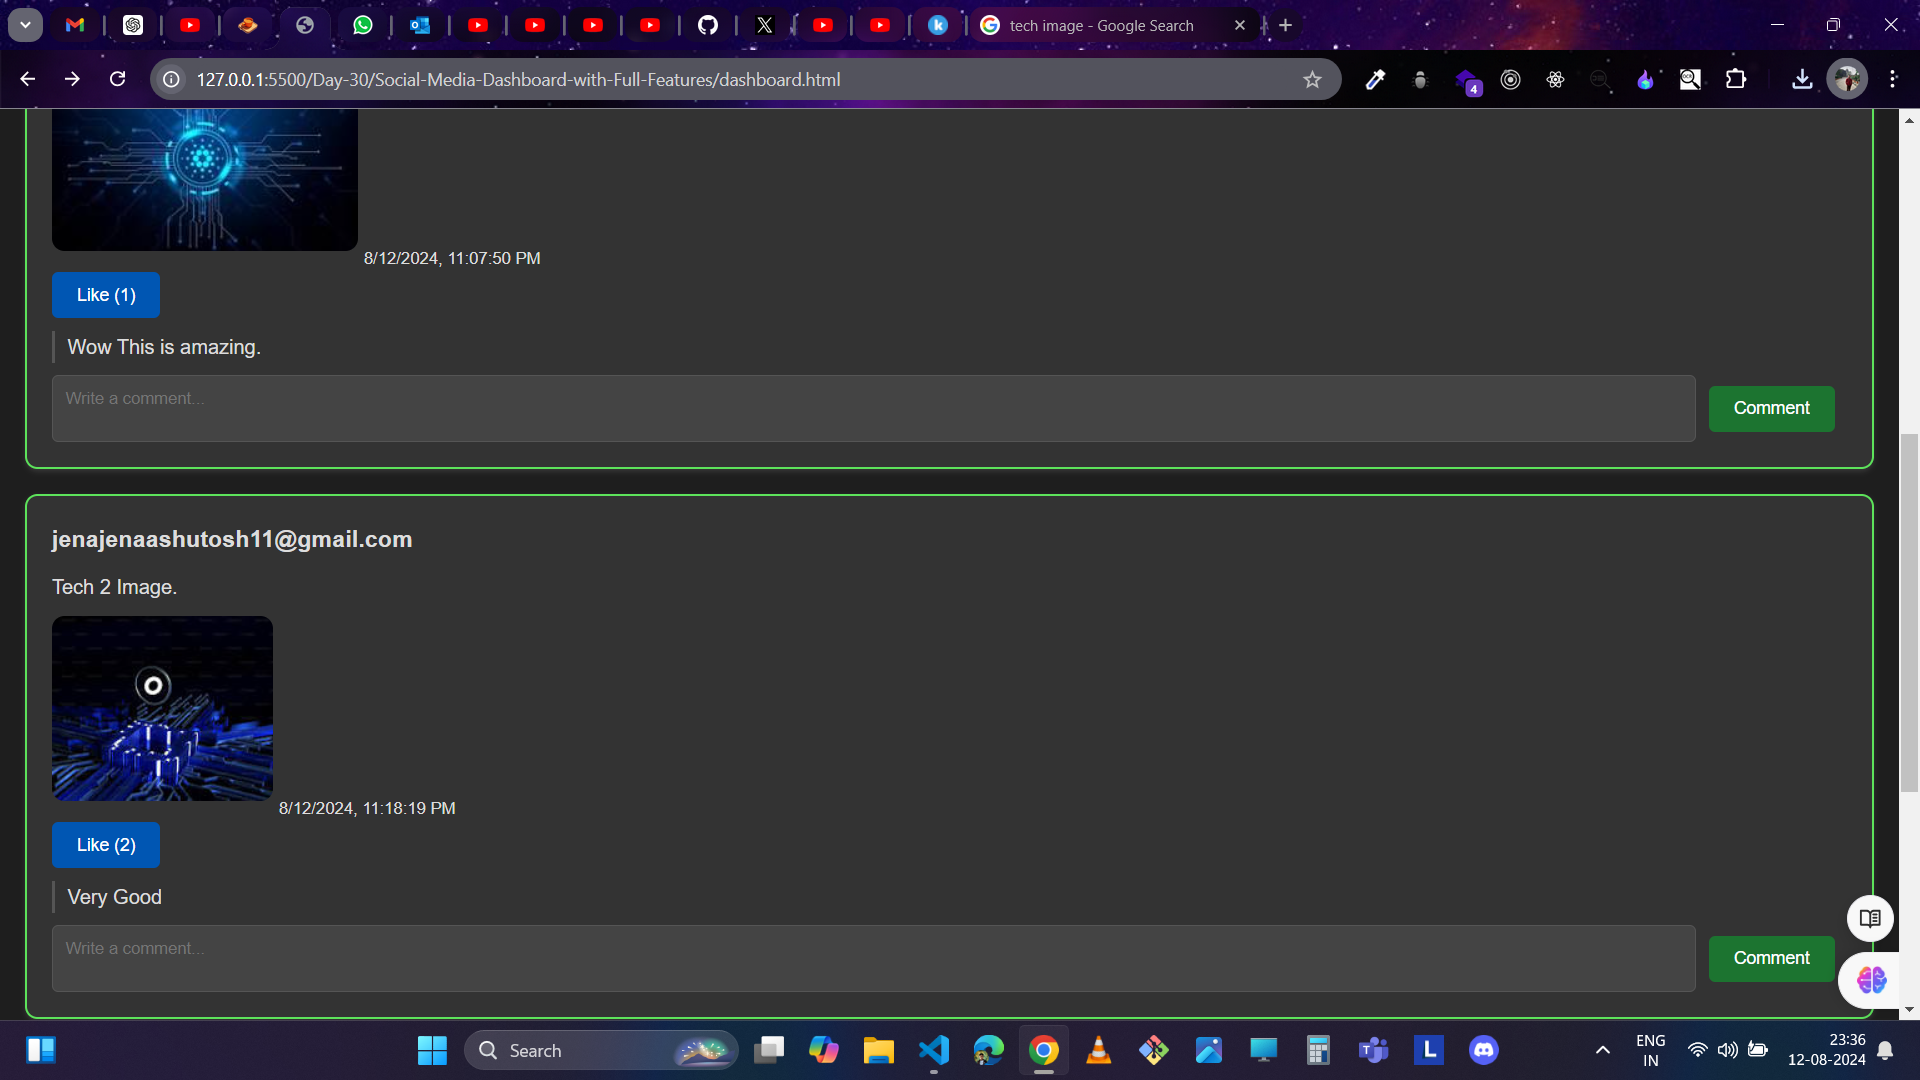 tech image - Google Search
127.0.0.1:5500/Day-30/Social-Media-Dashboard-with-Full-Features/dashboard.html
4
8/12/2024, 11:07:50 PM
Like (1)
Wow This is amazing.
Write a comment...
Comment
jenajenaashutosh11@gmail.com
Tech 2 Image.
8/12/2024, 11:18:19 PM
Like (2)
Very Good
Write a comment...
Comment
Search
L
ENG
IN
23:36
12-08-2024